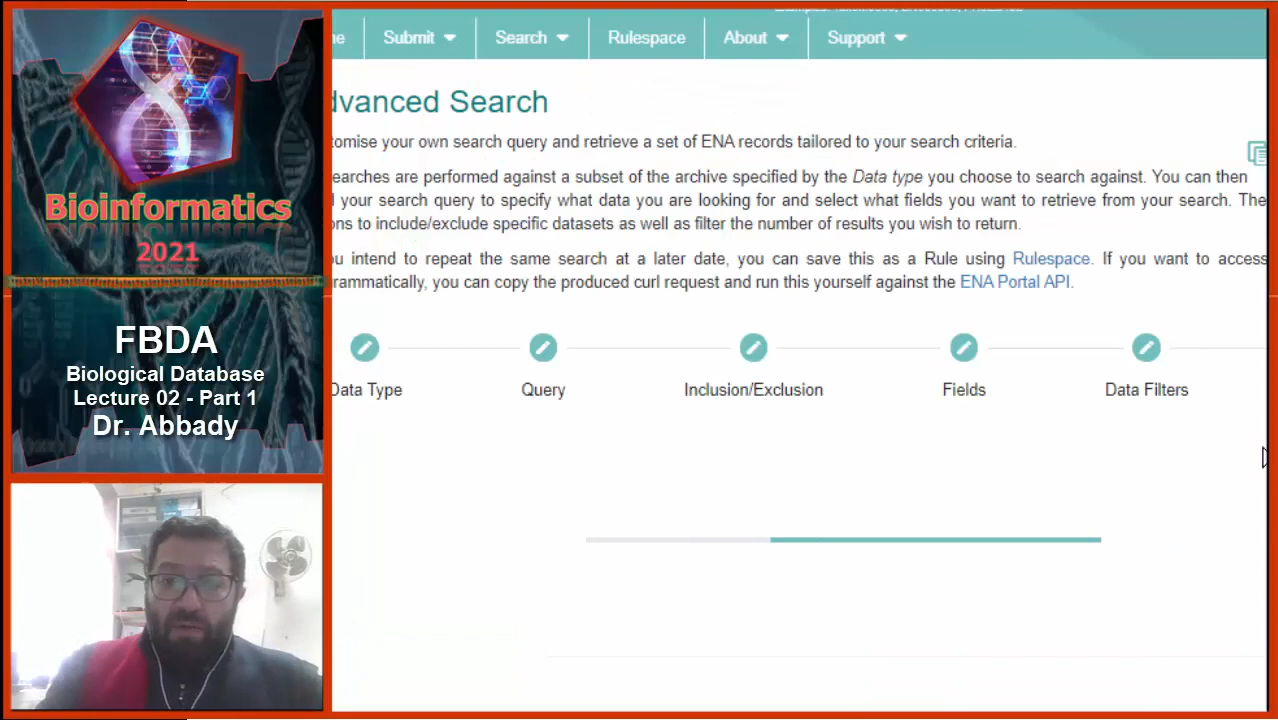 Bioinformatics
2021
FBDA
Biological Database
Lecture 02 - Part 1
Dr. Abbady
Submit
Search
Rulespace
About
Support
dvanced Search
tomise your own search query and retrieve a set of ENA records tailored to your search criteria.
earches are performed against a subset of the archive specified by the Data type you choose to search against. You can then
your search query to specify what data you are looking for and select what fields you want to retrieve from your search. The
ons to include/exclude specific datasets as well as filter the number of results you wish to return.
u intend to repeat the same search at a later date, you can save this as a Rule using Rulespace. If you want to access
rammatically, you can copy the produced curl request and run this yourself against the ENA Portal API.
Data Type
Query
Inclusion/Exclusion
Fields
Data Filters